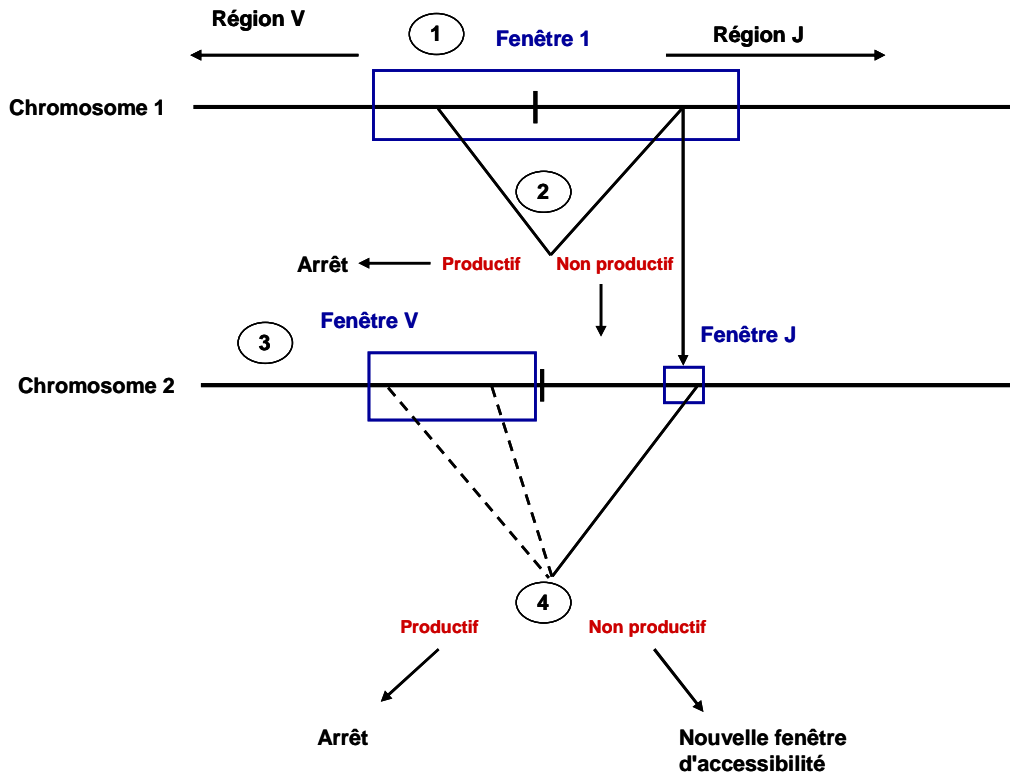 Région V
1
Fenêtre 1
Région J
Chromosome 1
2
Arrêt
Productif
Non productif
3
Fenêtre V
Fenêtre J
Chromosome 2
4
Productif
Non productif
Arrêt
Nouvelle fenêtre
d'accessibilité